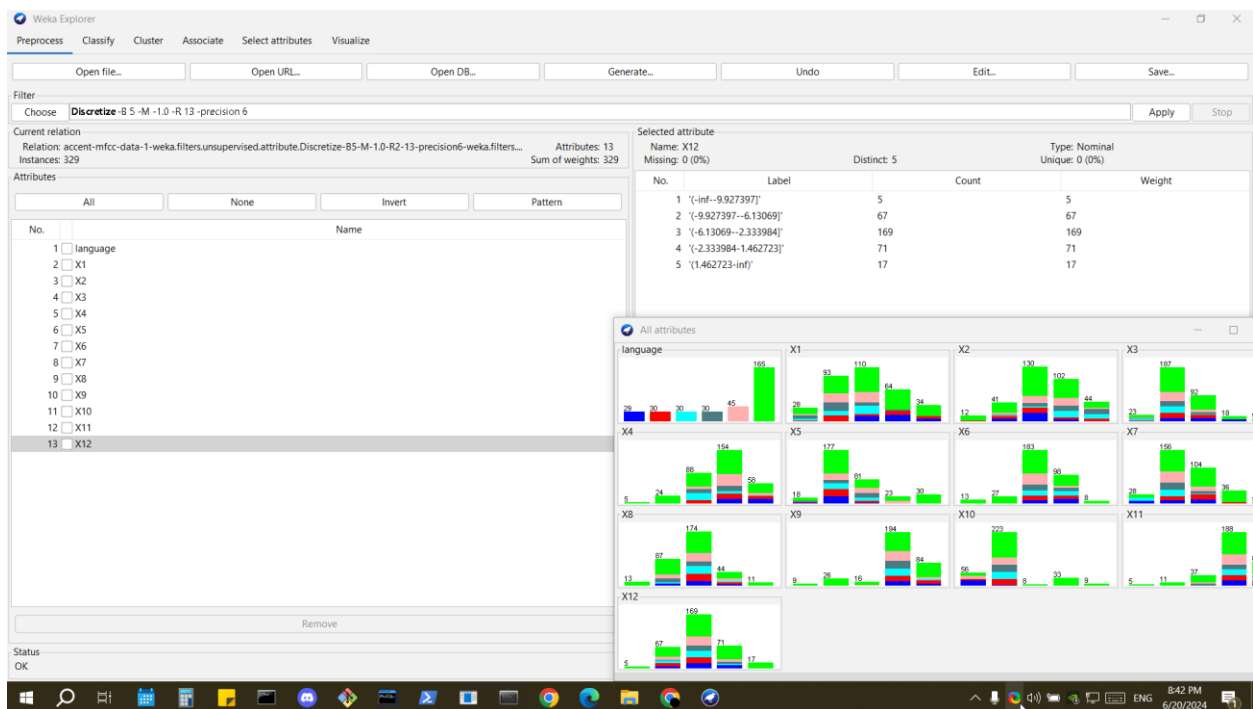 Weka Explorer
Preprocess Classify Cluster Associate Select attributes Visualize
Open file... Open URL... Open DB... Generate... Undo Edit... Save...
Filter
Choose Discretize -B 5 -M -1.0 -R 13 -precision 6 Apply Stop
Current relation
Relation: accent-mfcc-data-1-weka.filters.unsupervised.attribute.Discretize-B5-M-1.0-R2-13-precision6-weka.filters.... Attributes: 13
Instances: 329 Sum of weights: 329
Attributes
All None Invert Pattern
No. Name
1 language
2 X1
3 X2
4 X3
5 X4
6 X5
7 X6
8 X7
9 X8
10 X9
11 X10
12 X11
13 X12
Remove
Status
OK
Selected attribute
Name: X12 Type: Nominal
Missing: 0 (0%) Distinct: 5 Unique: 0 (0%)
No. Label Count Weight
1 '(-inf--9.927397]' 5 5
2 '(-9.927397--6.13069]' 67 67
3 '(-6.13069--2.333984]' 169 169
4 '(-2.333984-1.462723]' 71 71
5 '(1.462723-inf)' 17 17
All attributes
language X1 X2 X3
29 30 30 30 45 165
28 93 110 64 34
12 41 130 102 44
23 187 92 18
X4 X5 X6 X7
5 24 88 154 58
18 177 81 23 30
13 27 183 98 8
28 156 104 36
X8 X9 X10 X11
13 87 174 44 11
9 26 16 194 84
56 223 8 33 9
5 11 37 188
X12
5 67 169 71 17
ENG 8:42 PM
6/20/2024